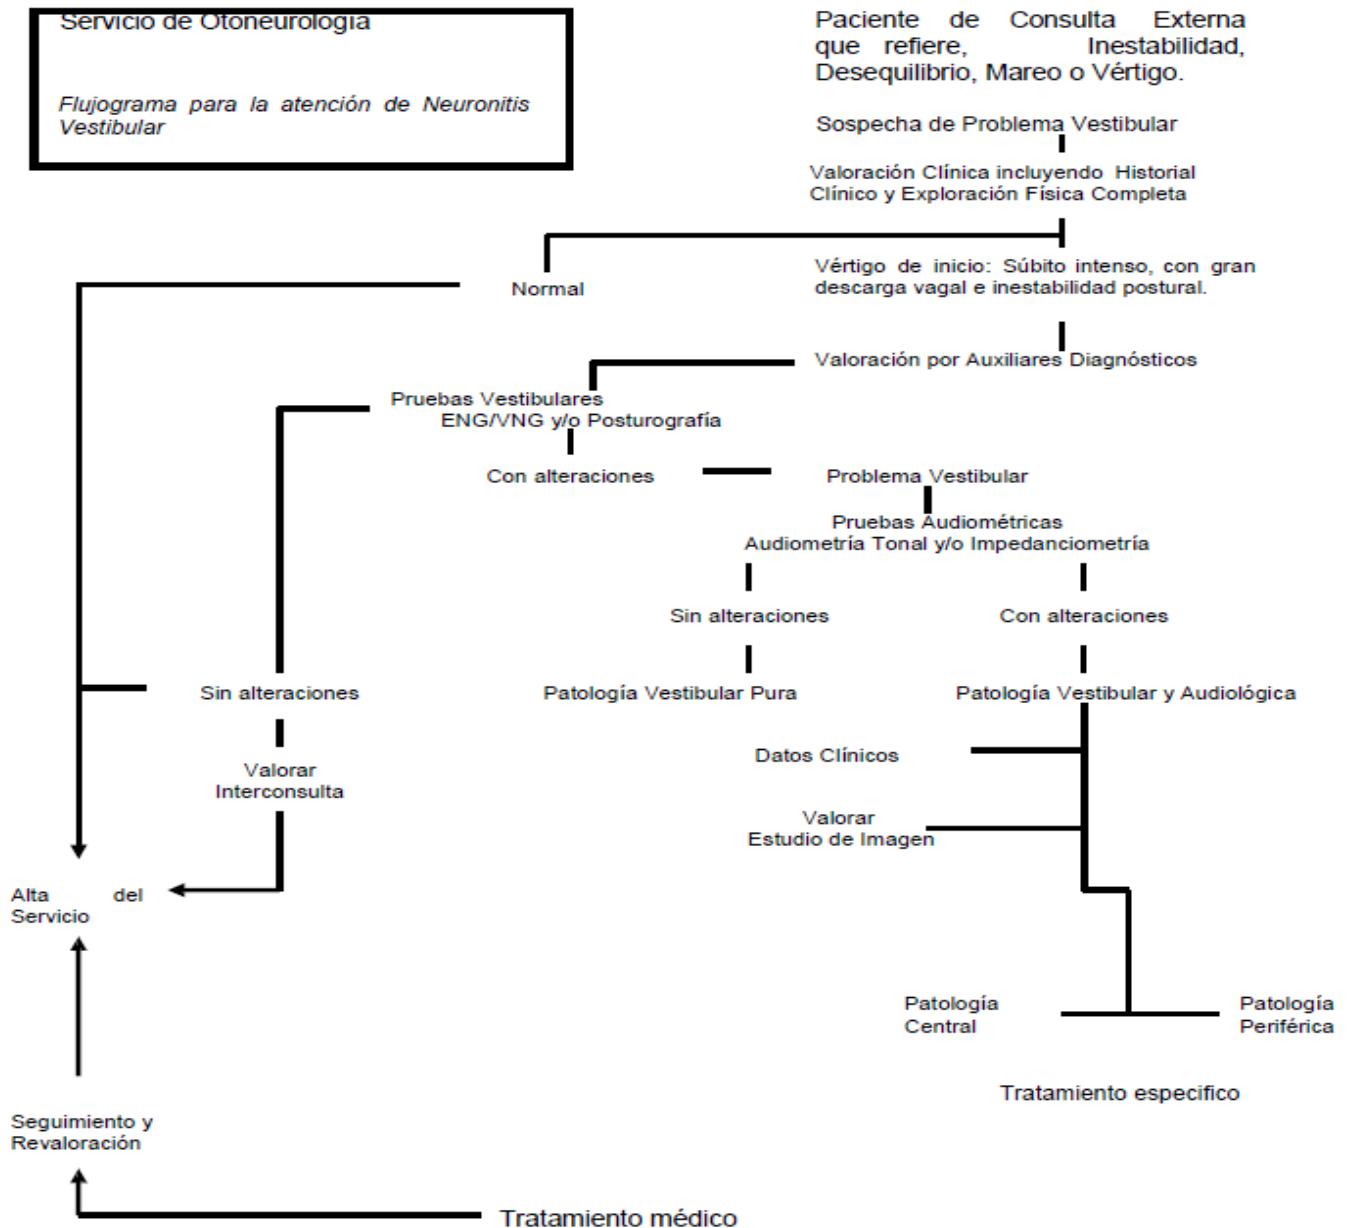 Servicio de Otoneurología
Flujograma para la atención de Neuronitis
Vestibular
Paciente de Consulta Externa
que refiere, Inestabilidad,
Desequilibrio, Mareo o Vértigo.
Sospecha de Problema Vestibular
Valoración Clínica incluyendo Historial
Clínico y Exploración Física Completa
Normal
Vértigo de inicio: Súbito intenso, con gran
descarga vagal e inestabilidad postural.
Valoración por Auxiliares Diagnósticos
Pruebas Vestibulares
ENG/VNG y/o Posturografía
Con alteraciones
Problema Vestibular
Pruebas Audiométricas
Audiometría Tonal y/o Impedanciometría
Sin alteraciones
Con alteraciones
Sin alteraciones
Patología Vestibular Pura
Patología Vestibular y Audiológica
Datos Clínicos
Valorar
Interconsulta
Valorar
Estudio de Imagen
Alta del
Servicio
Patología
Central
Patología
Periférica
Tratamiento especifico
Seguimiento y
Revaloración
Tratamiento médico